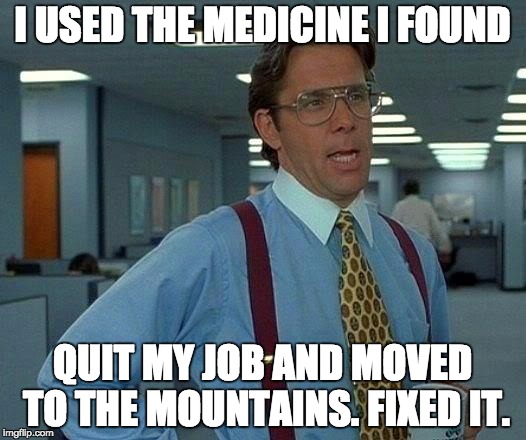 I USED THE MEDICINE I FOUND
QUIT MY JOB AND MOVED
TO THE MOUNTAINS. FIXED IT.
imgflip.com